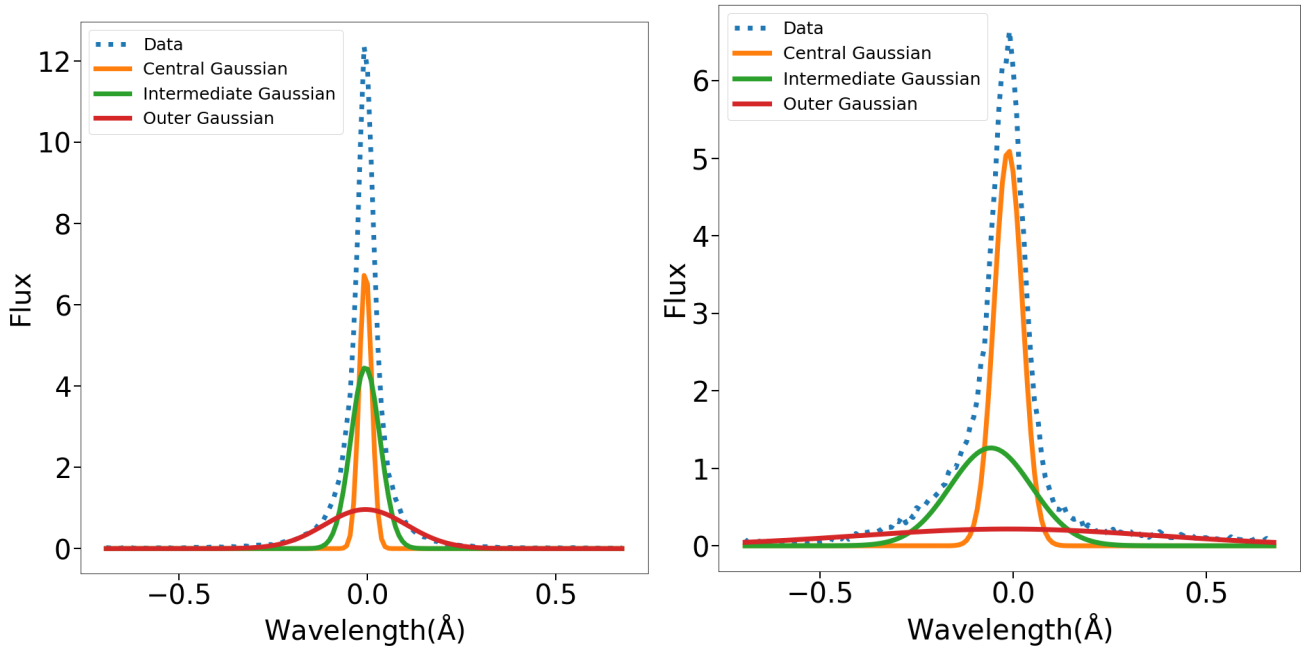 Data
Central Gaussian
Intermediate Gaussian
Outer Gaussian
12
10
8
6
4
2
0
Flux
−0.5
0.0
0.5
Wavelength(Å)
Data
Central Gaussian
Intermediate Gaussian
Outer Gaussian
6
5
4
3
2
1
0
Flux
−0.5
0.0
0.5
Wavelength(Å)